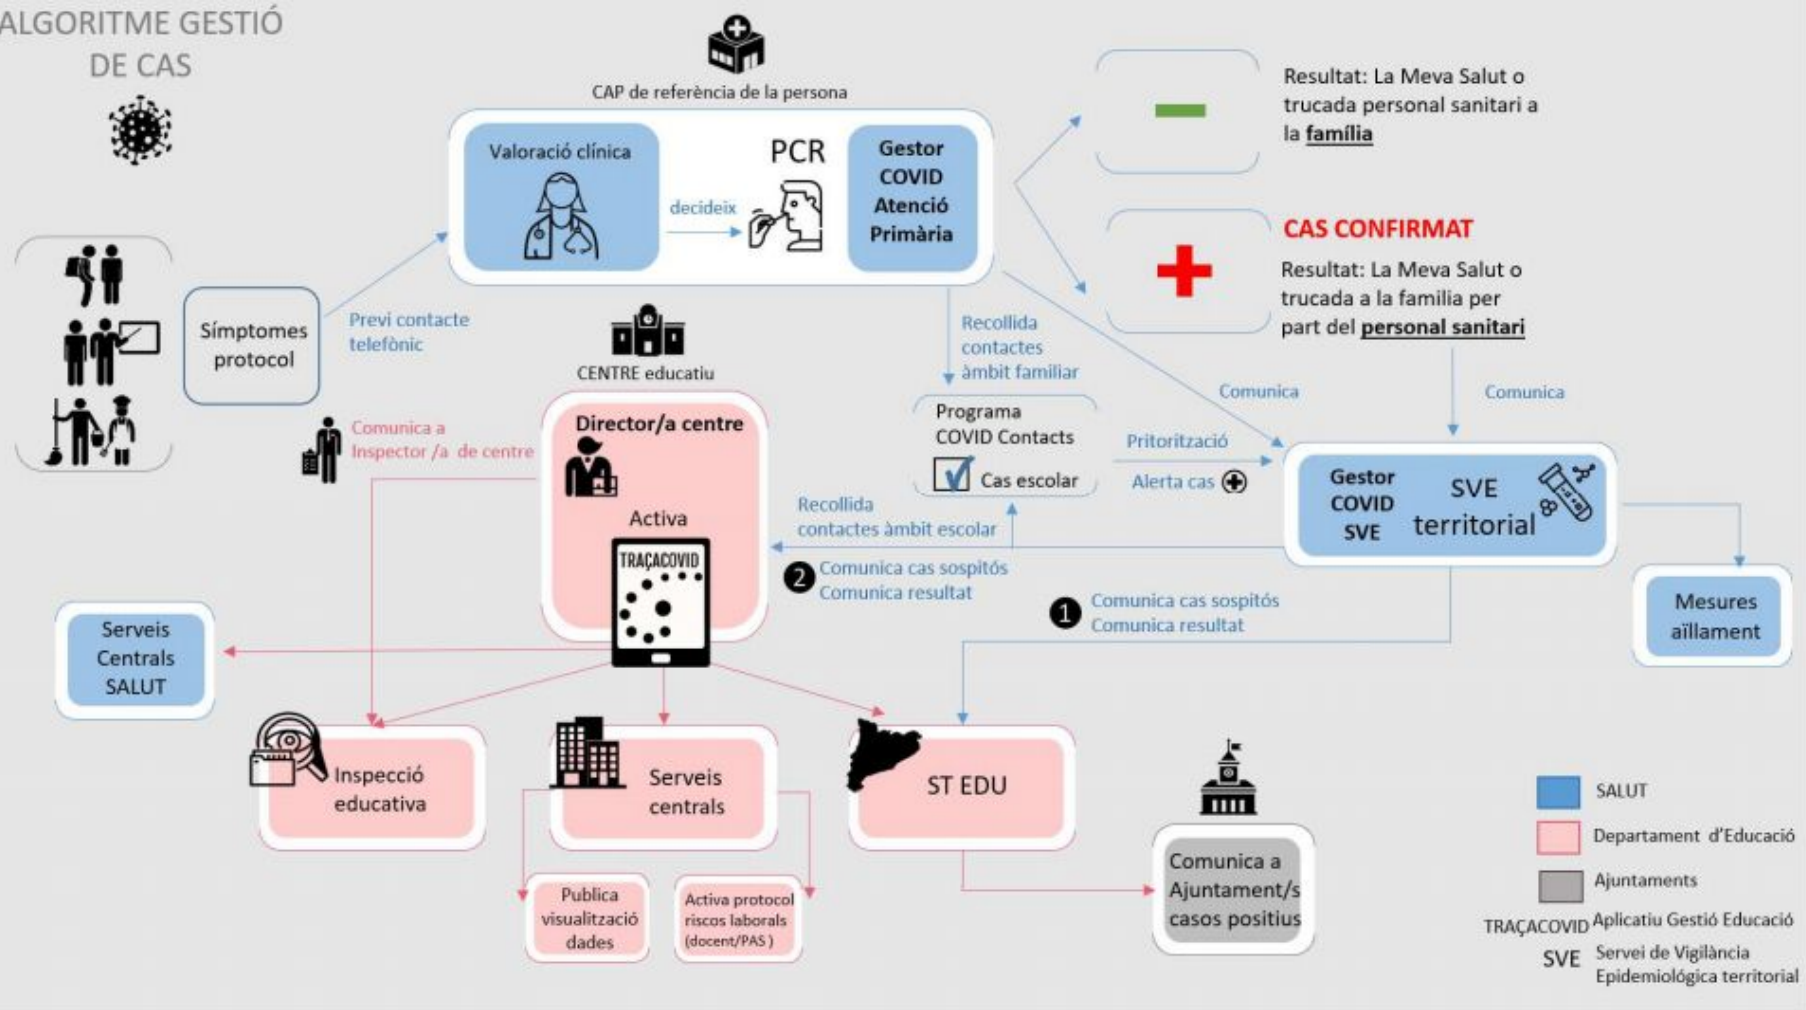 ALGORITME GESTIÓ
DE CAS
CAP de referència de la persona
Valoració clínica
decideix
PCR
Gestor
COVID
Atenció
Primària
Resultat: La Meva Salut o
trucada personal sanitari a
la família
CAS CONFIRMAT
Resultat: La Meva Salut o
trucada a la familia per
part del personal sanitari
Símptomes
protocol
Previ contacte
telefònic
CENTRE educatiu
Recollida
contactes
àmbit familiar
Comunica
Comunica
Comunica a
Inspector /a de centre
Director/a centre
Activa
TRAÇACOVID
Programa
COVID Contacts
Cas escolar
Pritorització
Alerta cas
Gestor
COVID
SVE
SVE
territorial
Recollida
contactes àmbit escolar
2
Comunica cas sospitós
Comunica resultat
1
Comunica cas sospitós
Comunica resultat
Mesures
aïllament
Serveis
Centrals
SALUT
Inspecció
educativa
Serveis
centrals
ST EDU
Publica
visualització
dades
Activa protocol
riscos laborals
(docent/PAS )
Comunica a
Ajuntament/s
casos positius
SALUT
Departament d'Educació
Ajuntaments
TRAÇACOVID Aplicatiu Gestió Educació
SVE Servei de Vigilància
Epidemiológica territorial